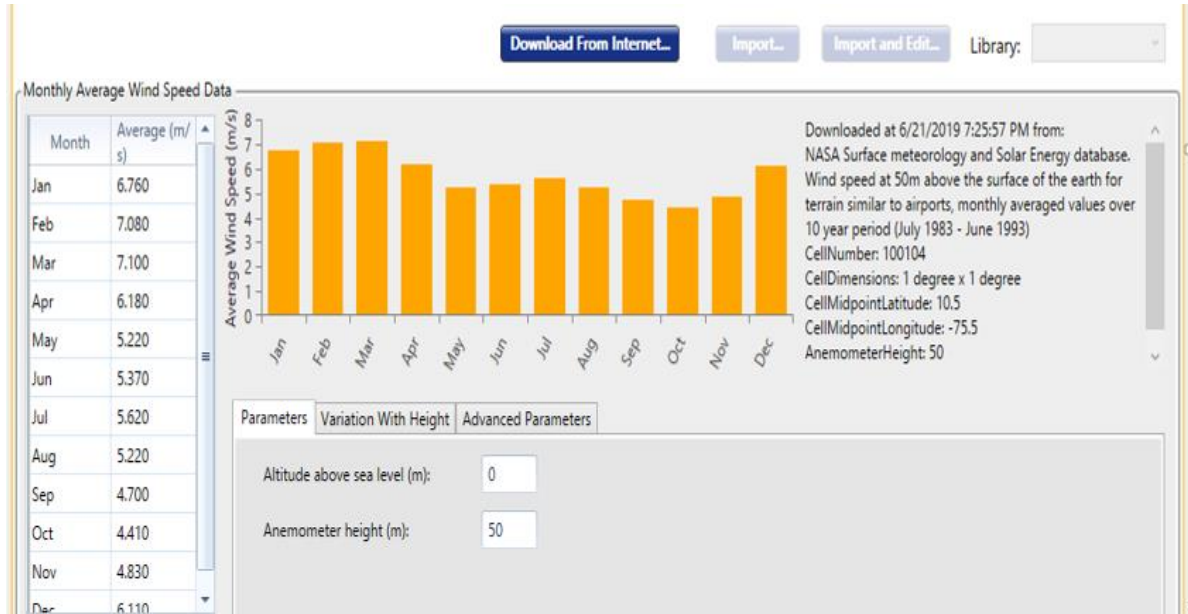 Download From Internet...
Import...
Import and Edit...
Library:
Monthly Average Wind Speed Data
Month
Average (m/
s)
Jan 6.760
Feb 7.080
Mar 7.100
Apr 6.180
May 5.220
Jun 5.370
Jul 5.620
Aug 5.220
Sep 4.700
Oct 4.410
Nov 4.830
Dec 6.110
Average Wind Speed (m/s)
8
7
6
5
4
3
2
1
0
Jan Feb Mar Apr May Jun Jul Aug Sep Oct Nov Dec
Downloaded at 6/21/2019 7:25:57 PM from:
NASA Surface meteorology and Solar Energy database.
Wind speed at 50m above the surface of the earth for
terrain similar to airports, monthly averaged values over
10 year period (July 1983 - June 1993)
CellNumber: 100104
CellDimensions: 1 degree x 1 degree
CellMidpointLatitude: 10.5
CellMidpointLongitude: -75.5
AnemometerHeight: 50
Parameters
Variation With Height
Advanced Parameters
Altitude above sea level (m): 0
Anemometer height (m): 50